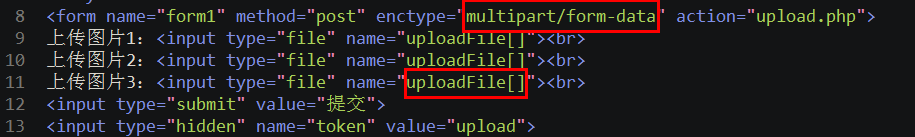 8 <form name="form1" method="post" enctype="multipart/form-data" action="upload.php">
9 上传图片1：<input type="file" name="uploadFile[]"><br>
10 上传图片2：<input type="file" name="uploadFile[]"><br>
11 上传图片3：<input type="file" name="uploadFile[]"><br>
12 <input type="submit" value="提交">
13 <input type="hidden" name="token" value="upload">